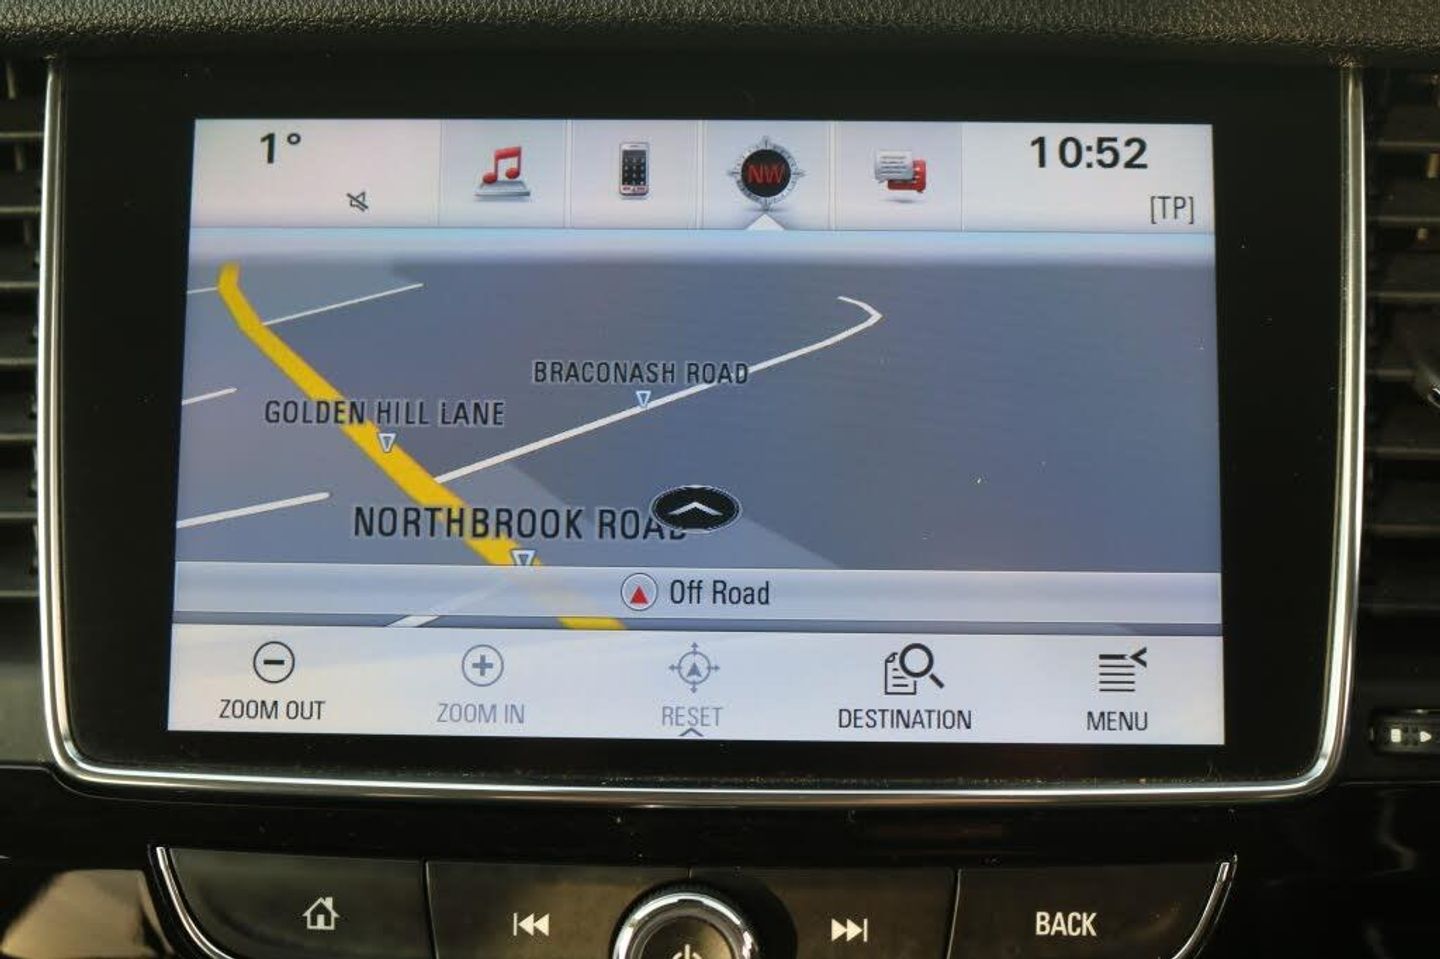 1°
NW
10:52
[TP]
BRACONASH ROAD
GOLDEN HILL LANE
NORTHBROOK ROAD
Off Road
ZOOM OUT
ZOOM IN
RESET
DESTINATION
MENU
BACK